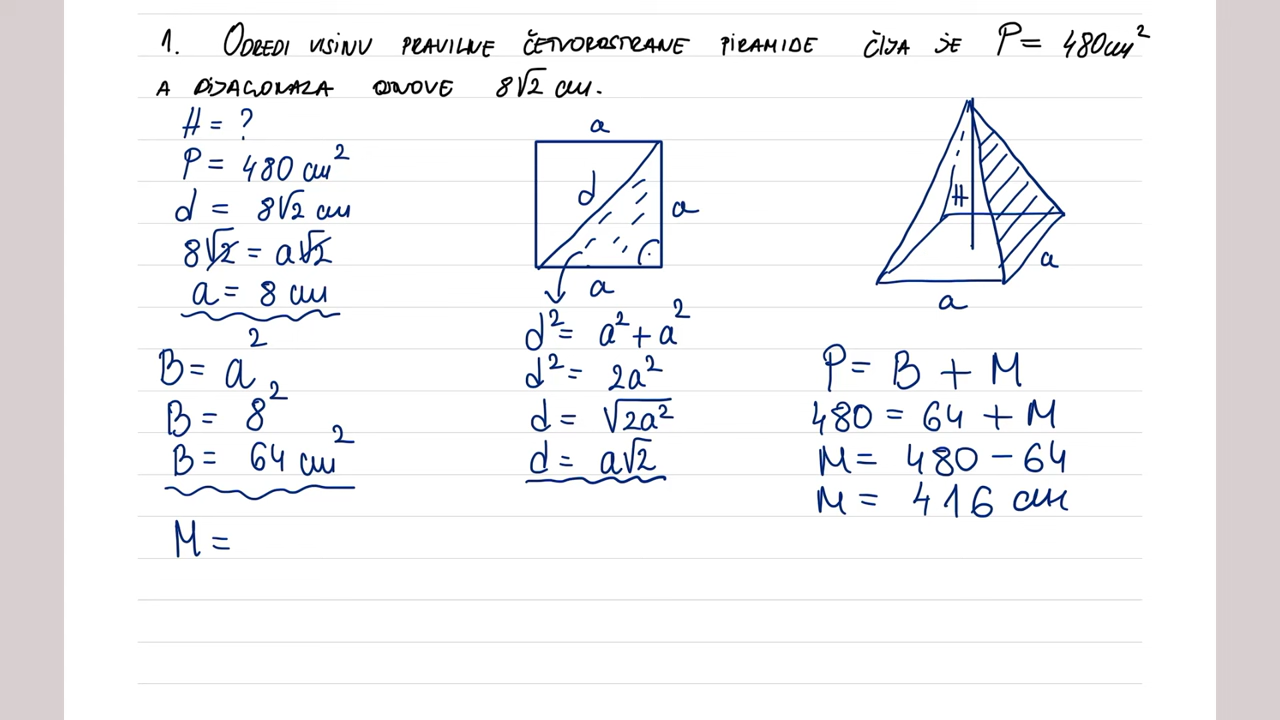 1. ODREDI VISINU PRAVILNE ČETVOROSTRANE PIRAMIDE ČIJA JE P = 480 cm²
A DIJAGONALA OSNOVE 8√2 cm.
H = ?
P = 480 cm²
d = 8√2 cm
8√2 = a√2
a = 8 cm
B = a²
B = 8²
B = 64 cm²
M =
a
d
a
a
d² = a² + a²
d² = 2a²
d = √2a²
d = a√2
H
a
a
P = B + M
480 = 64 + M
M = 480 - 64
M = 416 cm